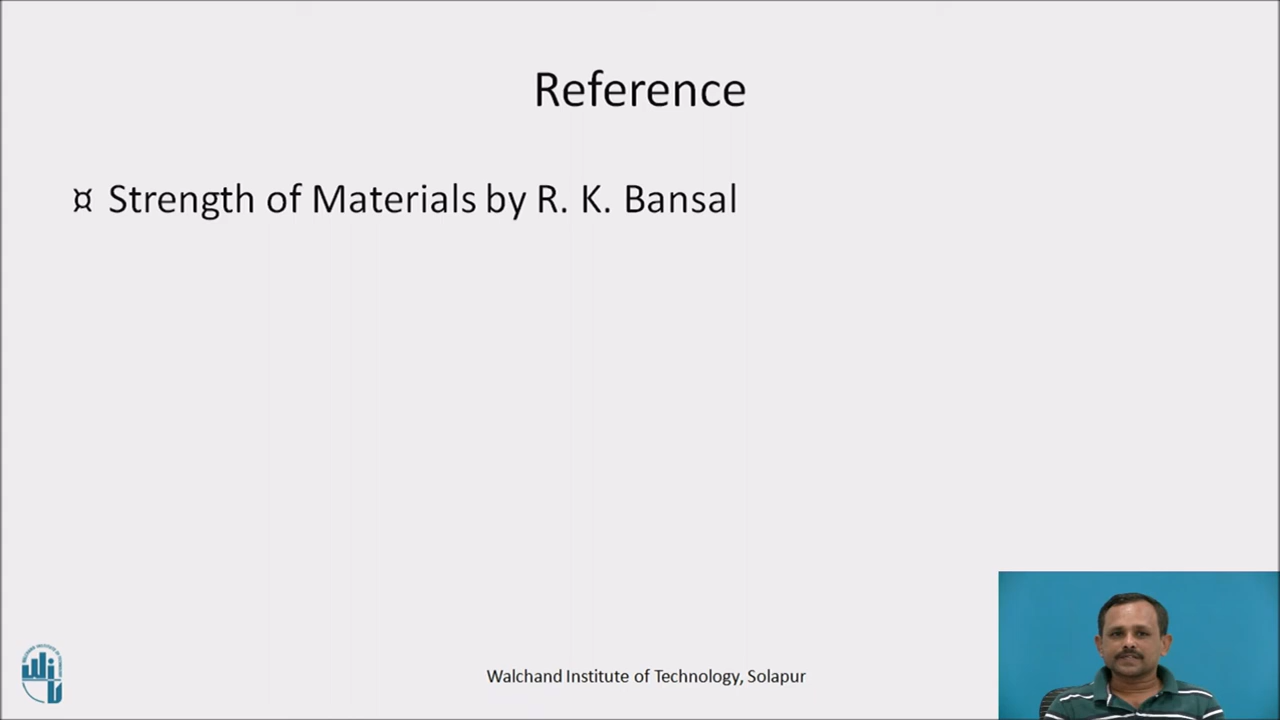 Reference
¤ Strength of Materials by R. K. Bansal
Walchand Institute of Technology, Solapur